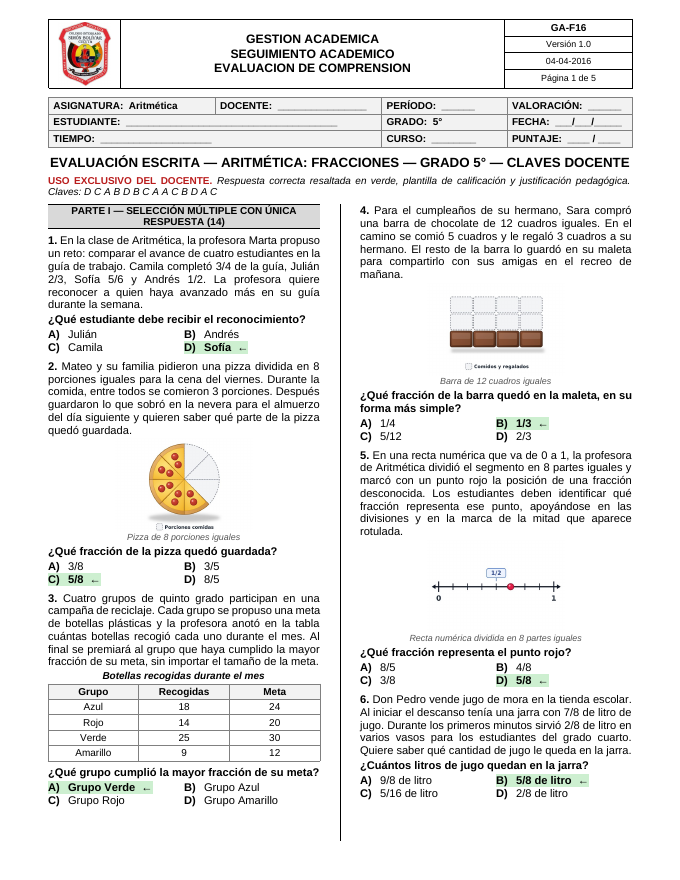 GESTION ACADEMICA
SEGUIMIENTO ACADEMICO
EVALUACION DE COMPRENSION
GA-F16
Versión 1.0
04-04-2016
Página 1 de 5
ASIGNATURA: Aritmética DOCENTE: ________________ PERÍODO: ______ VALORACIÓN: ______
ESTUDIANTE: ______________________________________ GRADO: 5° FECHA: ___/___/____
TIEMPO: ____________________ CURSO: ________ PUNTAJE: ____ / ____
EVALUACIÓN ESCRITA — ARITMÉTICA: FRACCIONES — GRADO 5° — CLAVES DOCENTE
USO EXCLUSIVO DEL DOCENTE. Respuesta correcta resaltada en verde, plantilla de calificación y justificación pedagógica.
Claves: D C A B D B C A A C B D A C
PARTE I — SELECCIÓN MÚLTIPLE CON ÚNICA
RESPUESTA (14)
1. En la clase de Aritmética, la profesora Marta propuso
un reto: comparar el avance de cuatro estudiantes en la
guía de trabajo. Camila completó 3/4 de la guía, Julián
2/3, Sofía 5/6 y Andrés 1/2. La profesora quiere
reconocer a quien haya avanzado más en su guía
durante la semana.
¿Qué estudiante debe recibir el reconocimiento?
A) Julián B) Andrés
C) Camila D) Sofía ←
2. Mateo y su familia pidieron una pizza dividida en 8
porciones iguales para la cena del viernes. Durante la
comida, entre todos se comieron 3 porciones. Después
guardaron lo que sobró en la nevera para el almuerzo
del día siguiente y quieren saber qué parte de la pizza
quedó guardada.
Porciones comidas
Pizza de 8 porciones iguales
¿Qué fracción de la pizza quedó guardada?
A) 3/8 B) 3/5
C) 5/8 ← D) 8/5
3. Cuatro grupos de quinto grado participan en una
campaña de reciclaje. Cada grupo se propuso una meta
de botellas plásticas y la profesora anotó en la tabla
cuántas botellas recogió cada uno durante el mes. Al
final se premiará al grupo que haya cumplido la mayor
fracción de su meta, sin importar el tamaño de la meta.
Botellas recogidas durante el mes
Grupo Recogidas Meta
Azul 18 24
Rojo 14 20
Verde 25 30
Amarillo 9 12
¿Qué grupo cumplió la mayor fracción de su meta?
A) Grupo Verde ← B) Grupo Azul
C) Grupo Rojo D) Grupo Amarillo
4. Para el cumpleaños de su hermano, Sara compró
una barra de chocolate de 12 cuadros iguales. En el
camino se comió 5 cuadros y le regaló 3 cuadros a su
hermano. El resto de la barra lo guardó en su maleta
para compartirlo con sus amigas en el recreo de
mañana.
Comidos y regalados
Barra de 12 cuadros iguales
¿Qué fracción de la barra quedó en la maleta, en su
forma más simple?
A) 1/4 B) 1/3 ←
C) 5/12 D) 2/3
5. En una recta numérica que va de 0 a 1, la profesora
de Aritmética dividió el segmento en 8 partes iguales y
marcó con un punto rojo la posición de una fracción
desconocida. Los estudiantes deben identificar qué
fracción representa ese punto, apoyándose en las
divisiones y en la marca de la mitad que aparece
rotulada.
1/2
0 1
Recta numérica dividida en 8 partes iguales
¿Qué fracción representa el punto rojo?
A) 8/5 B) 4/8
C) 3/8 D) 5/8 ←
6. Don Pedro vende jugo de mora en la tienda escolar.
Al iniciar el descanso tenía una jarra con 7/8 de litro de
jugo. Durante los primeros minutos sirvió 2/8 de litro en
varios vasos para los estudiantes del grado cuarto.
Quiere saber qué cantidad de jugo le queda en la jarra.
¿Cuántos litros de jugo quedan en la jarra?
A) 9/8 de litro B) 5/8 de litro ←
C) 5/16 de litro D) 2/8 de litro